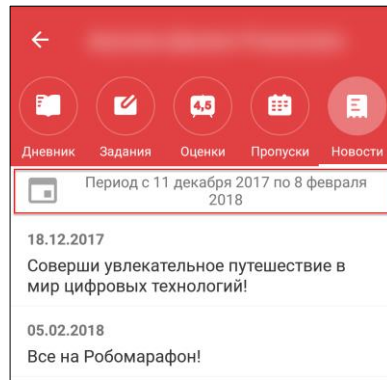 4,5
Дневник Задания Оценки Пропуски Новости
Период с 11 декабря 2017 по 8 февраля
2018
18.12.2017
Соверши увлекательное путешествие в
мир цифровых технологий!
05.02.2018
Все на Робомарафон!